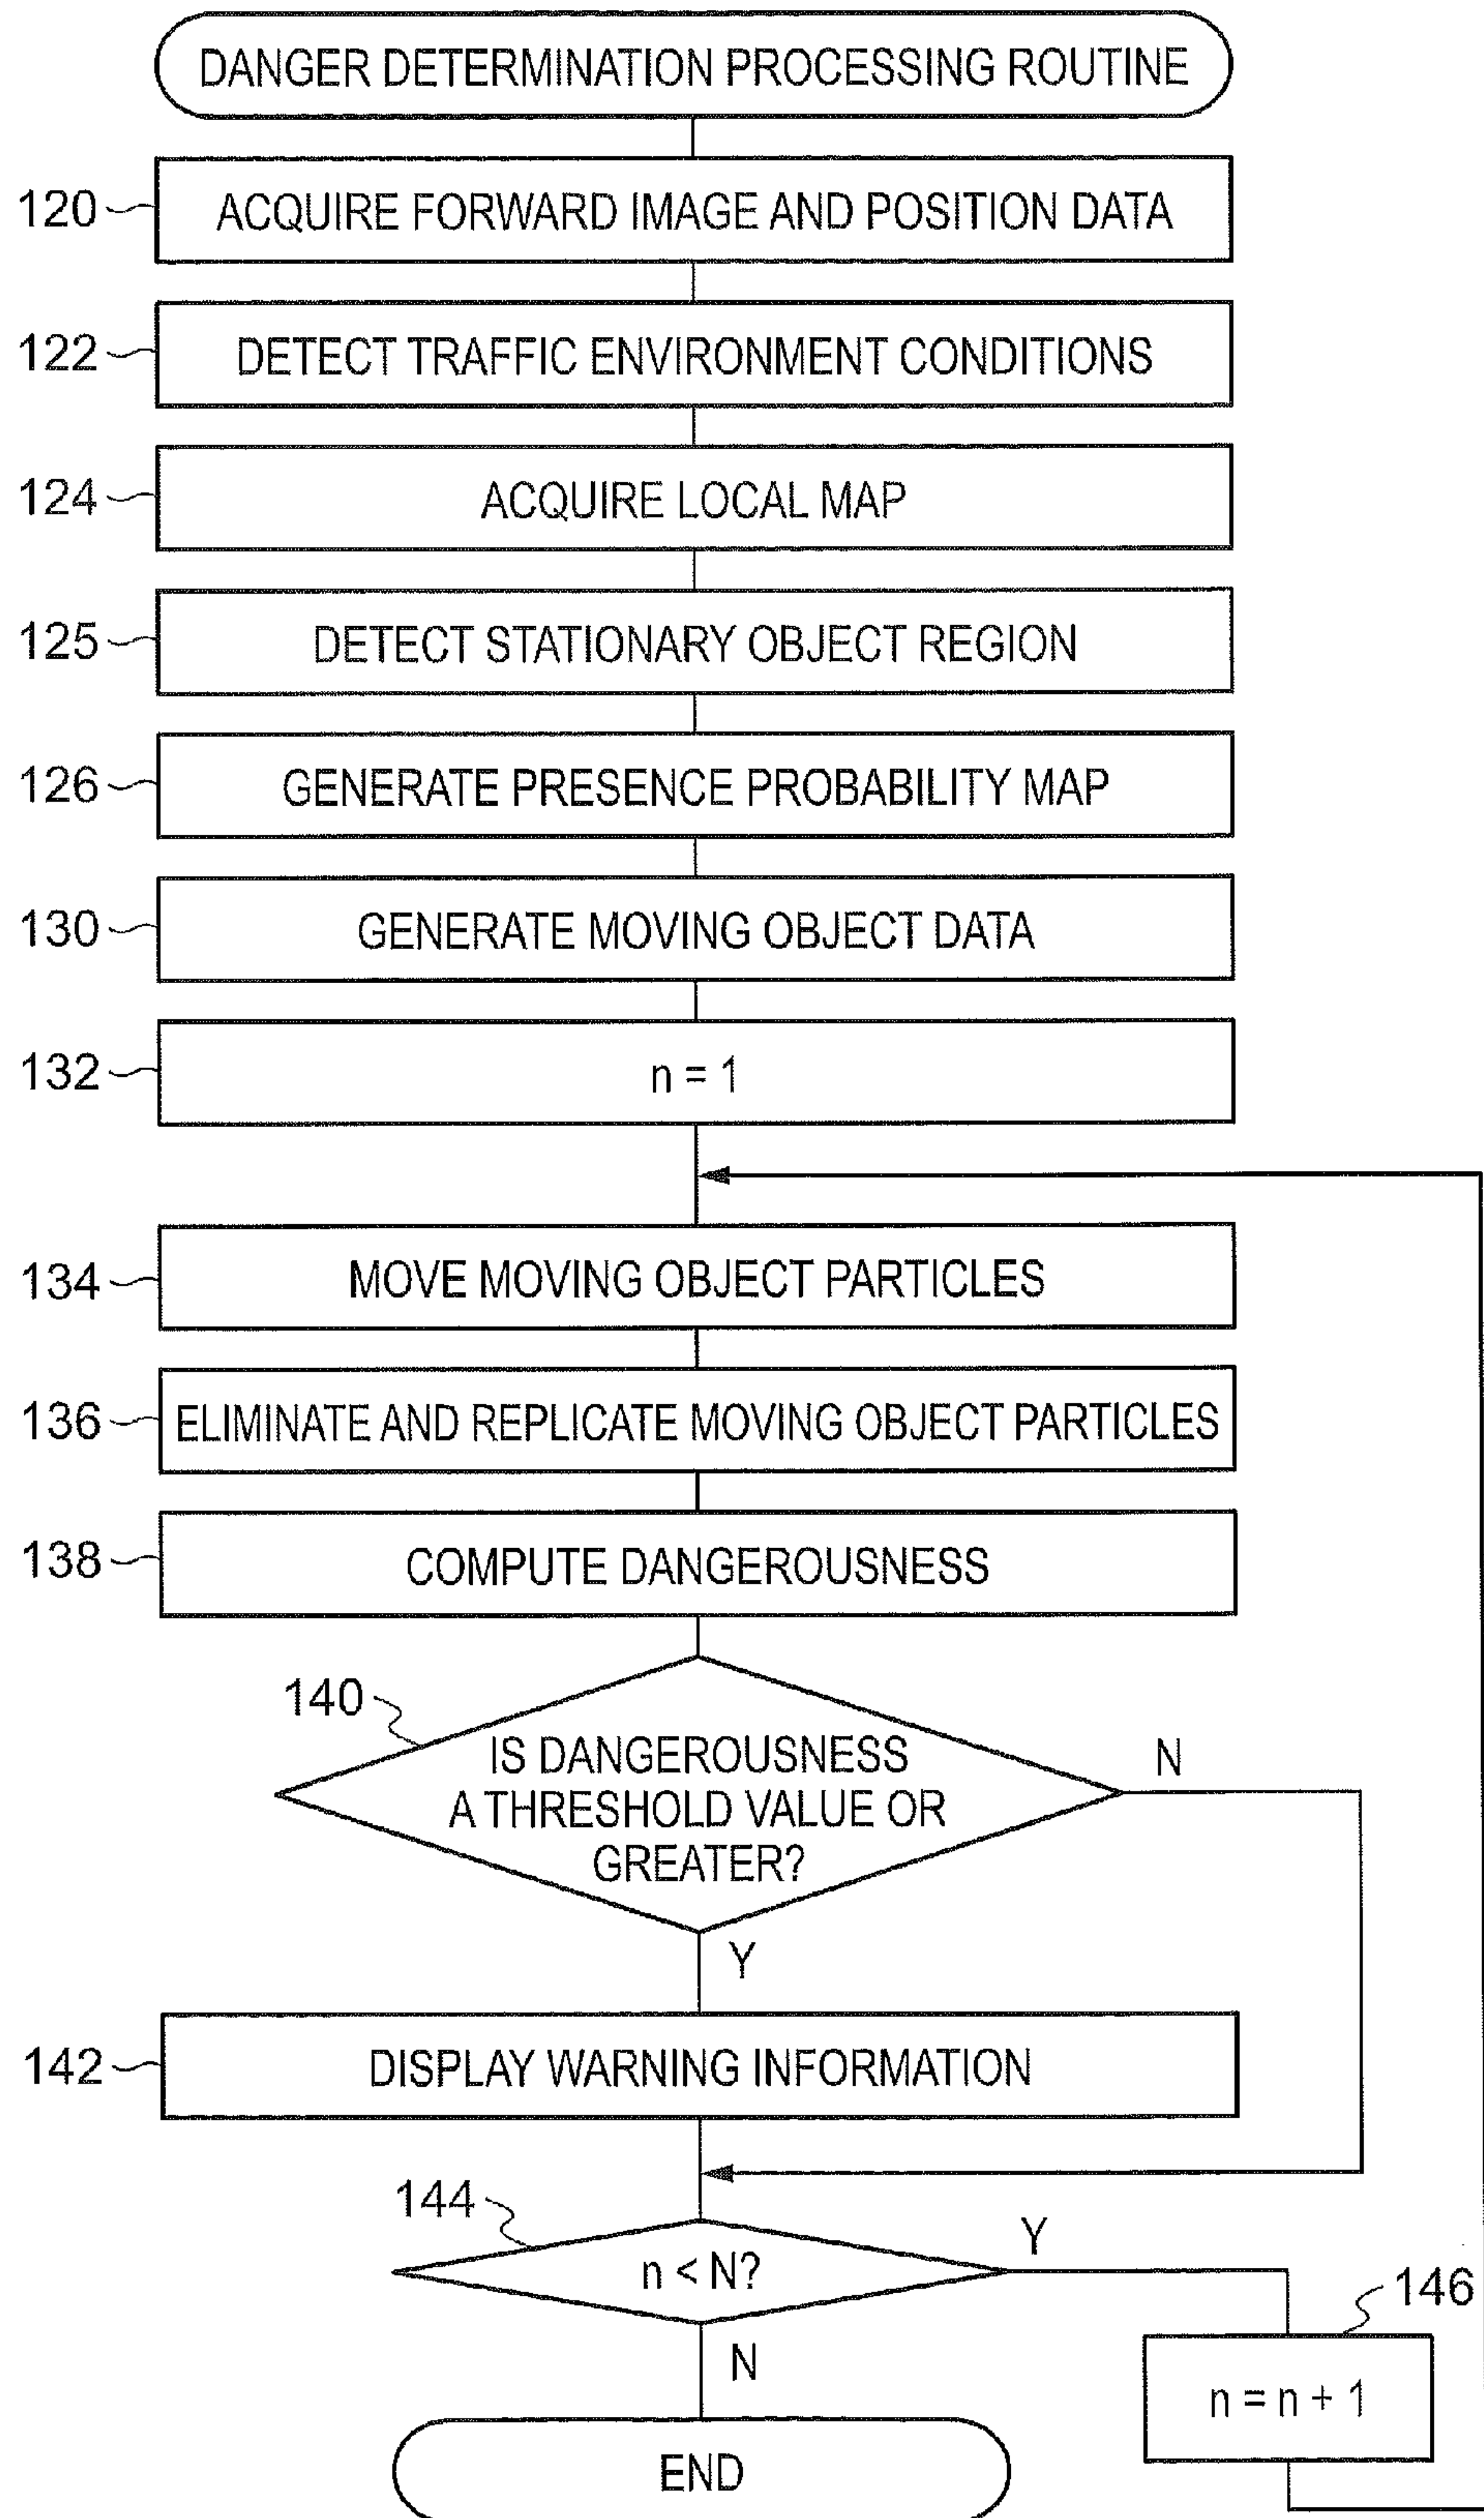 DANGER DETERMINATION PROCESSING ROUTINE
120
ACQUIRE FORWARD IMAGE AND POSITION DATA
122
DETECT TRAFFIC ENVIRONMENT CONDITIONS
124
ACQUIRE LOCAL MAP
125
DETECT STATIONARY OBJECT REGION
126
GENERATE PRESENCE PROBABILITY MAP
130
GENERATE MOVING OBJECT DATA
132
n = 1
134
MOVE MOVING OBJECT PARTICLES
136
ELIMINATE AND REPLICATE MOVING OBJECT PARTICLES
138
COMPUTE DANGEROUSNESS
140
IS DANGEROUSNESS
A THRESHOLD VALUE OR
GREATER?
N
Y
142
DISPLAY WARNING INFORMATION
144
n < N?
Y
146
N
n = n + 1
END